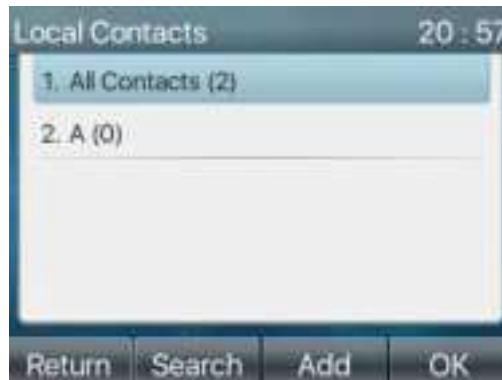 Local Contacts 20 : 57
1. All Contacts (2)
2. A (0)
Return Search Add OK